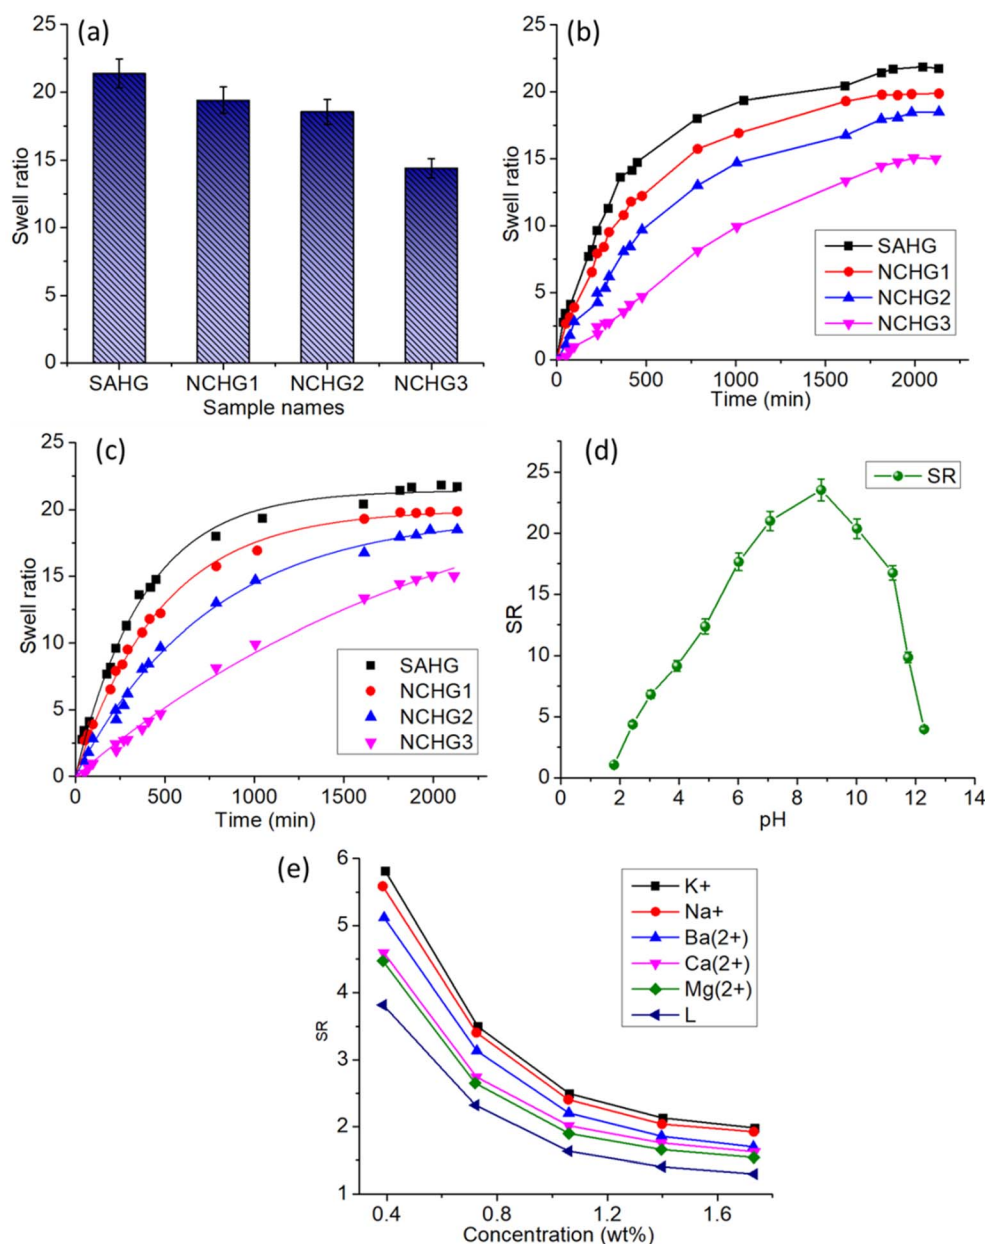 (a)
25
20
15
10
5
0
Swell ratio
SAHG NCHG1 NCHG2 NCHG3
Sample names
(b)
25
20
15
10
5
0
Swell ratio
SAHG
NCHG1
NCHG2
NCHG3
0 500 1000 1500 2000
Time (min)
(c)
25
20
15
10
5
0
Swell ratio
SAHG
NCHG1
NCHG2
NCHG3
0 500 1000 1500 2000
Time (min)
(d)
25
20
15
10
5
0
SR
SR
0 2 4 6 8 10 12 14
pH
(e)
6
5
4
3
2
1
SR
K+
Na+
Ba(2+)
Ca(2+)
Mg(2+)
L
0.4 0.8 1.2 1.6
Concentration (wt%)